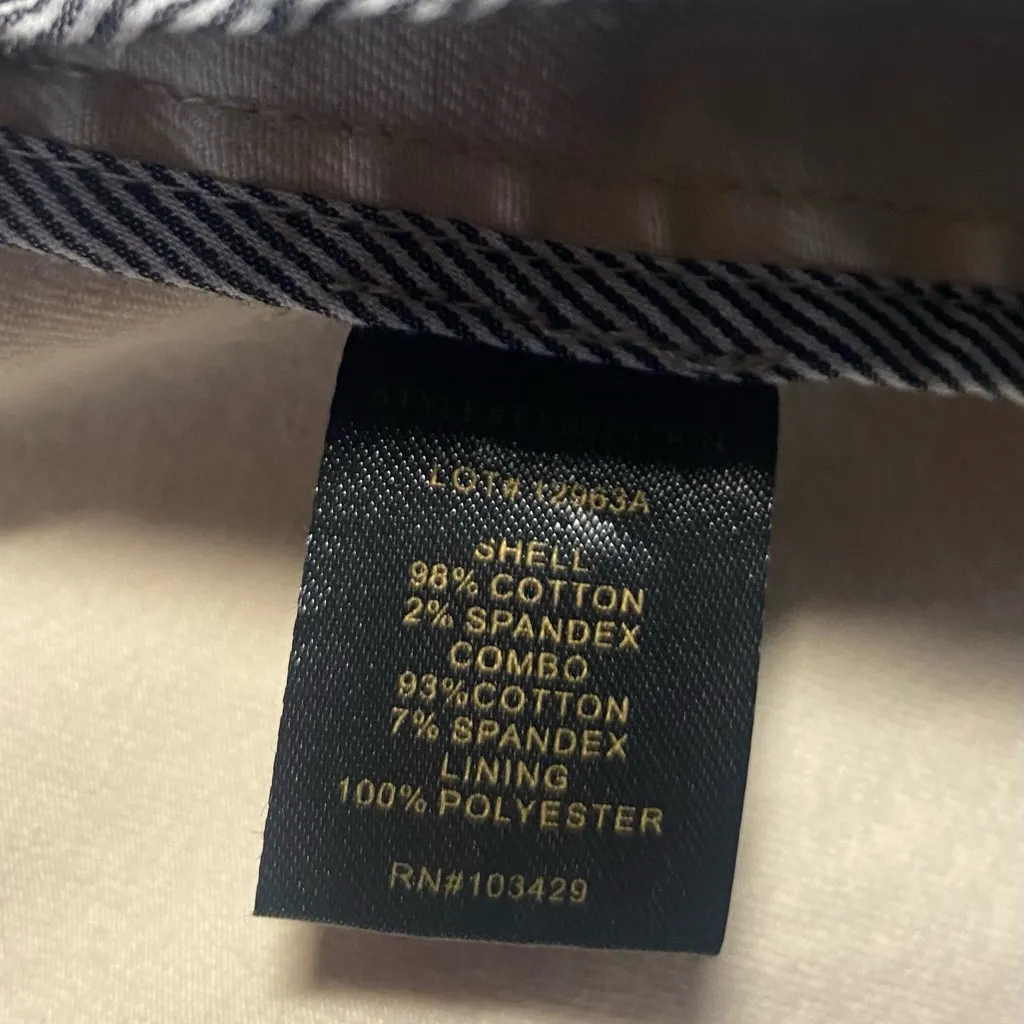 LOT# 12963A
SHELL
98% COTTON
2% SPANDEX
COMBO
93%COTTON
7% SPANDEX
LINING
100% POLYESTER
RN#103429